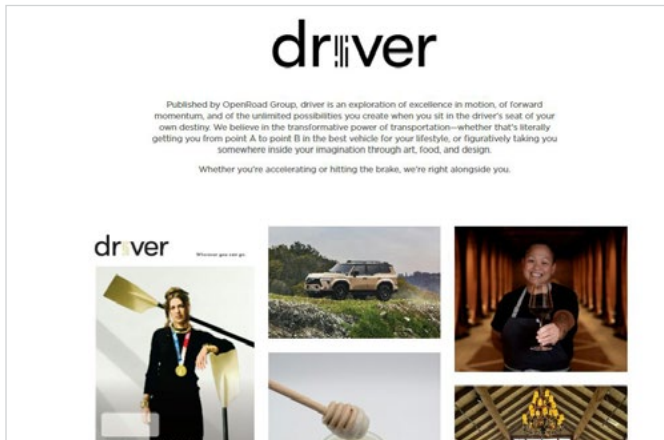 driver
Published by OpenRoad Group, driver is an exploration of excellence in motion, of forward
momentum, and of the unlimited possibilities you create when you sit in the driver's seat of your
own destiny. We believe in the transformative power of transportation—whether that's literally
getting you from point A to point B in the best vehicle for your lifestyle, or figuratively taking you
somewhere inside your imagination through art, food, and design.
Whether you're accelerating or hitting the brake, we're right alongside you.
driver
Wherever you can go.